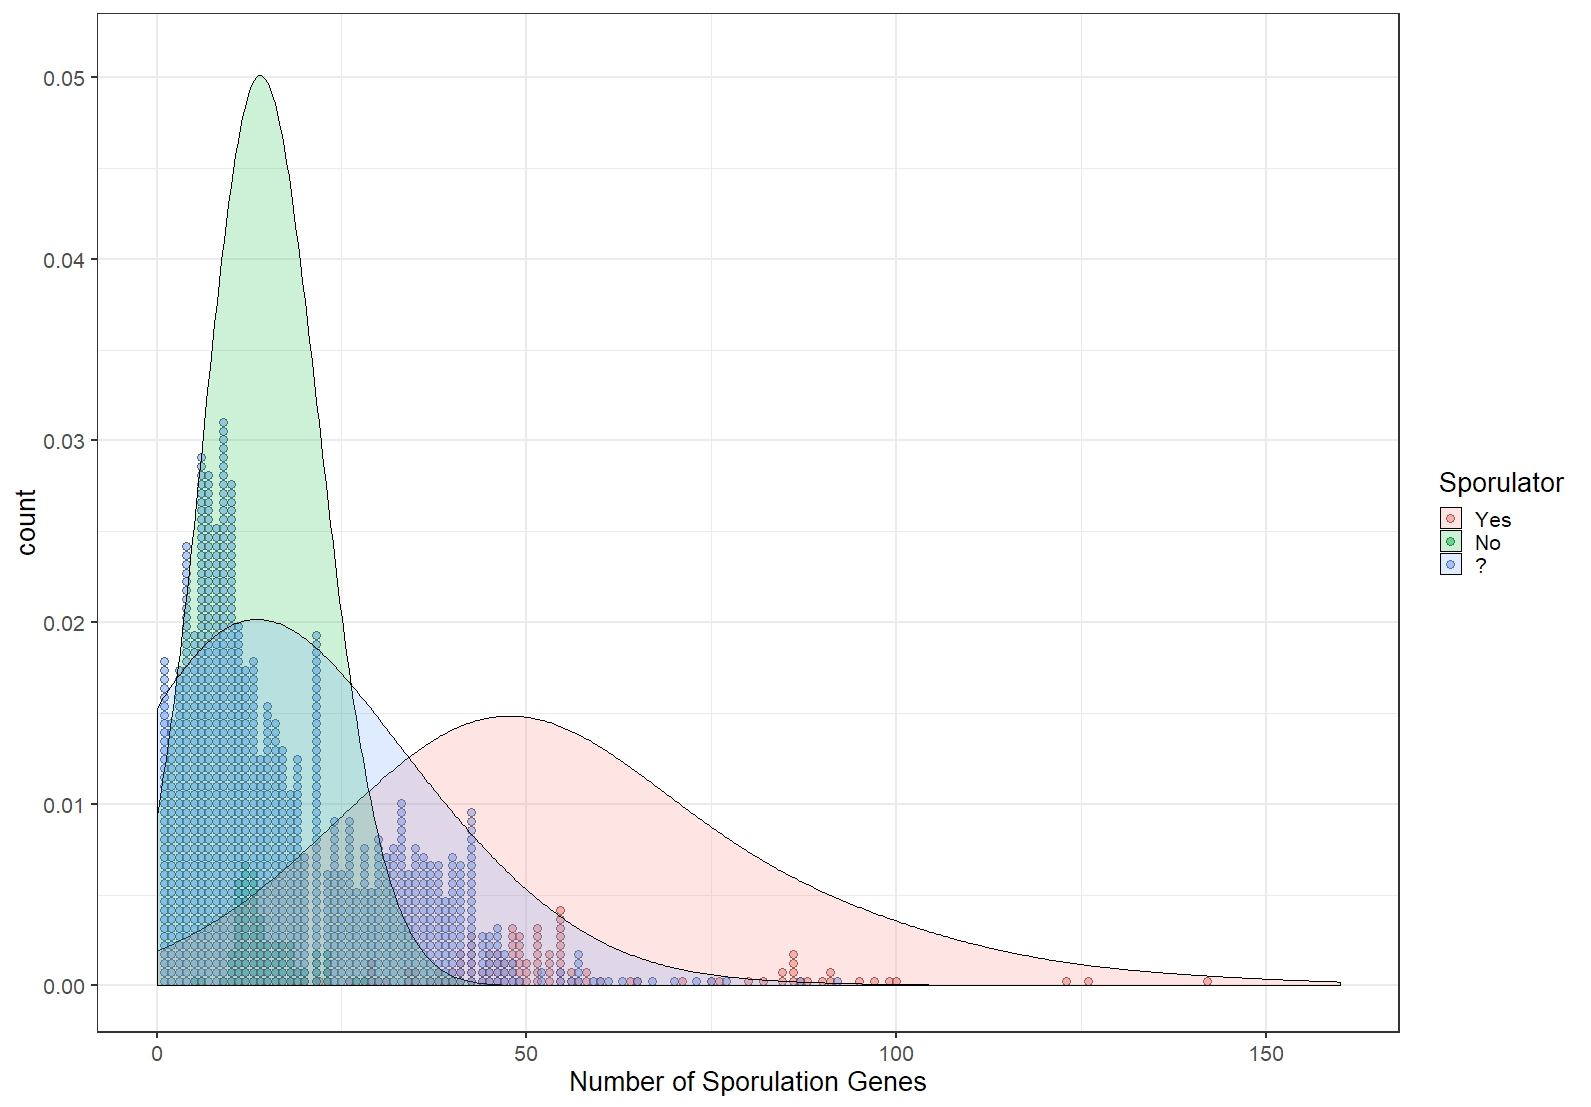 0.05
0.04
0.03
0.02
0.01
0.00
count
0
50
100
150
Number of Sporulation Genes
Sporulator
Yes
No
?